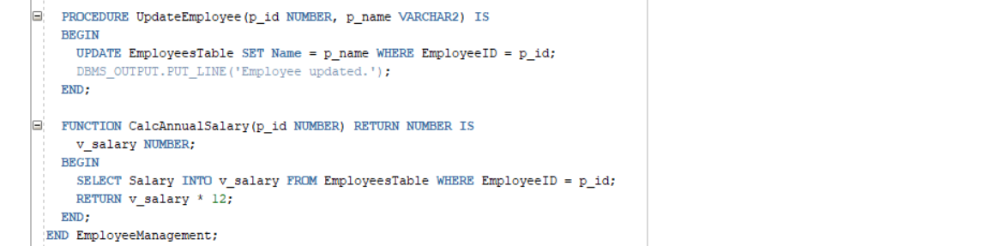 PROCEDURE UpdateEmployee(p_id NUMBER, p_name VARCHAR2) IS
BEGIN
UPDATE EmployeesTable SET Name = p_name WHERE EmployeeID = p_id;
DBMS_OUTPUT.PUT_LINE('Employee updated.');
END;
FUNCTION CalcAnnualSalary(p_id NUMBER) RETURN NUMBER IS
v_salary NUMBER;
BEGIN
SELECT Salary INTO v_salary FROM EmployeesTable WHERE EmployeeID = p_id;
RETURN v_salary * 12;
END;
END EmployeeManagement;